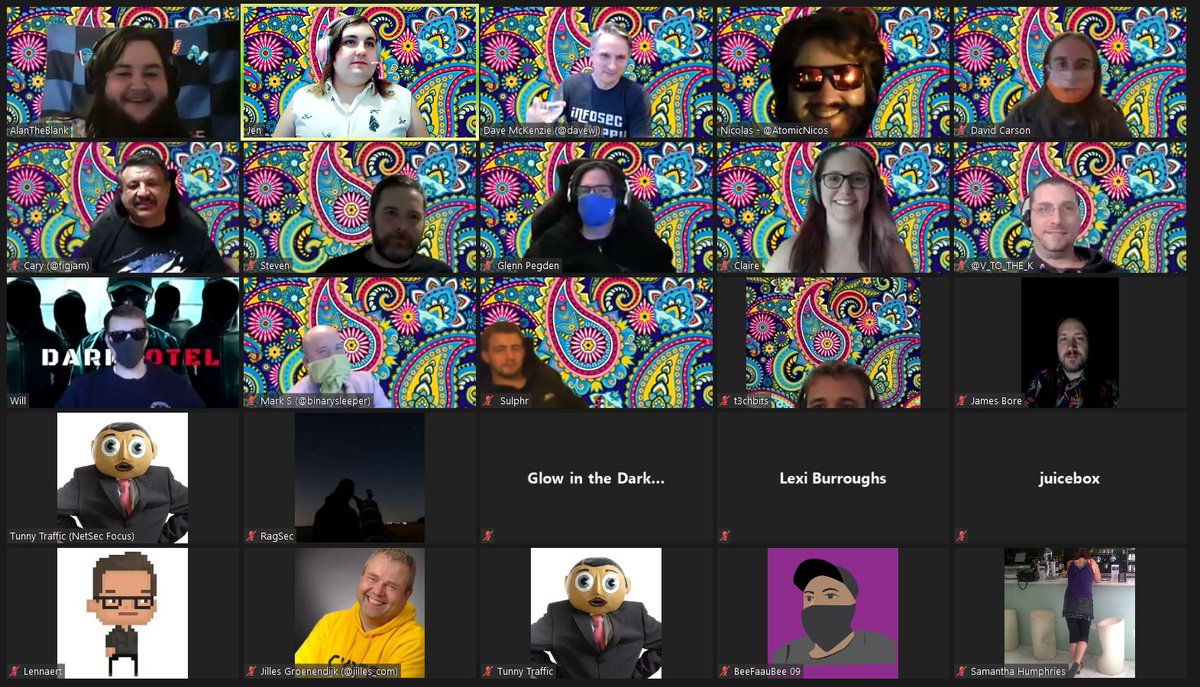 AlanTheBlank
Jen
Dave McKenzie (@davewj)
INFOSEC
Nicolas - @AtomicNicos
David Carson
Cary (@figjam)
Steven
Glenn Pegden
Claire
@V_TO_THE_K
DARK
OTEL
Will
Mark S (@binarysleeper)
Sulphr
t3chbits
James Bore
Tunny Traffic (NetSec Focus)
RagSec
Glow in the Dark...
Lexi Burroughs
juicebox
Lennaert
Jilles Groenendijk (@jilles_com)
Tunny Traffic
BeeFaauBee 09
Samantha Humphries